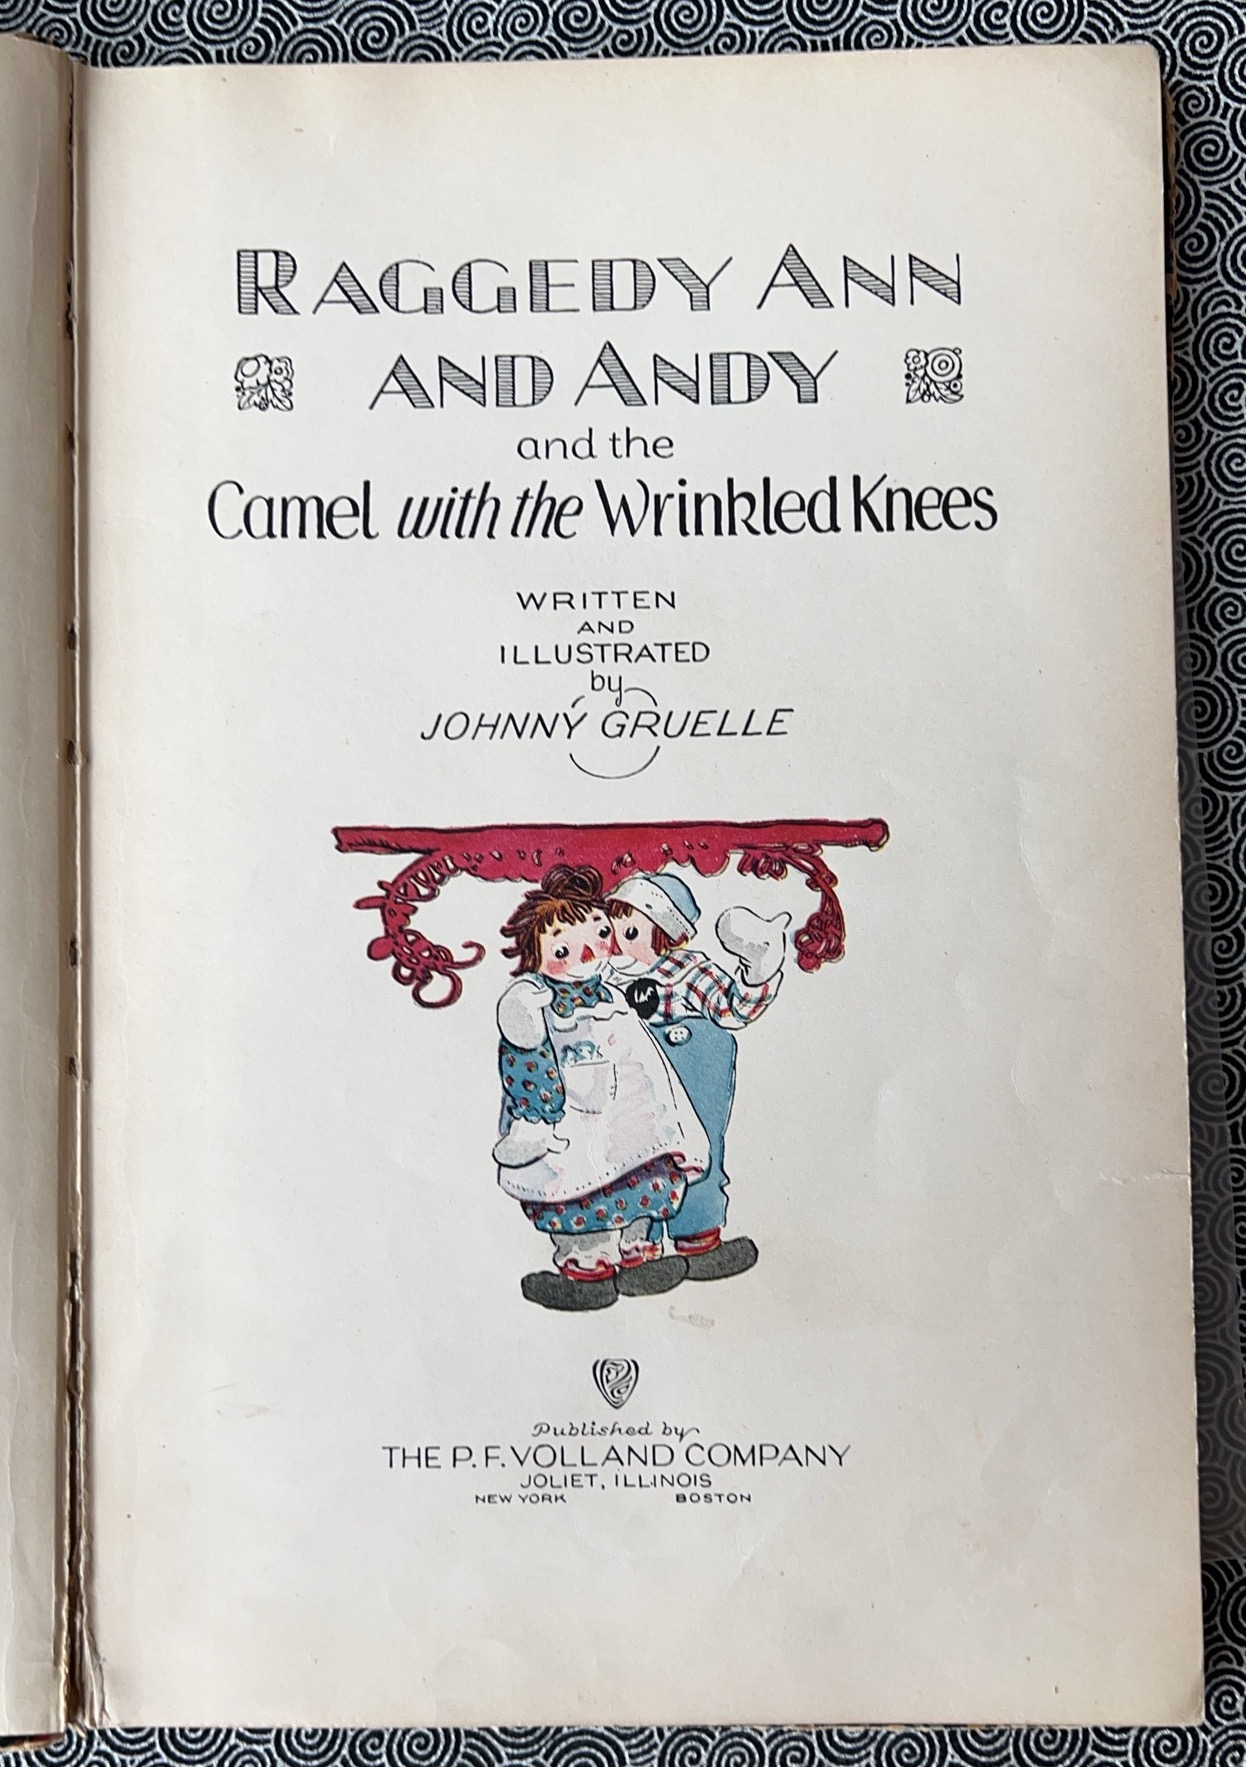 RAGGEDY ANN
AND ANDY
and the
Camel with the Wrinkled Knees
WRITTEN
AND
ILLUSTRATED
by
JOHNNY GRUELLE
Published by
THE P. F. VOLLAND COMPANY
JOLIET, ILLINOIS
NEW YORK BOSTON